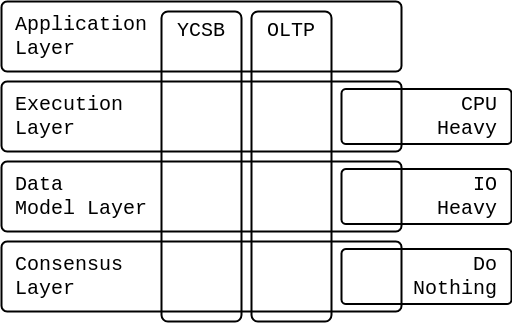 Application
Layer
YCSB
OLTP
Execution
Layer
CPU
Heavy
Data
Model Layer
IO
Heavy
Consensus
Layer
Do
Nothing